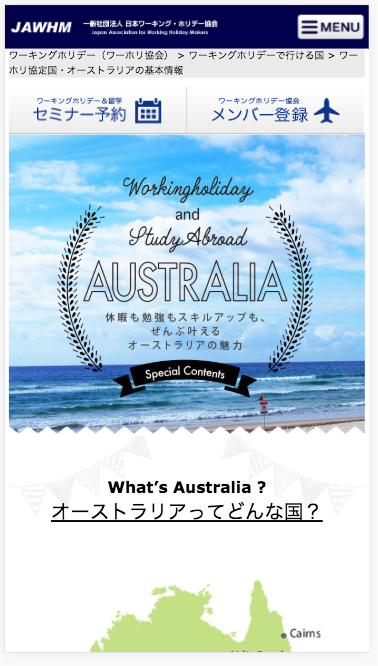 JAWHM 一般社団法人 日本ワーキング・ホリデー協会
Japan Association for Working Holiday Makers
MENU
ワーキングホリデー（ワーホリ協会） > ワーキングホリデーで行ける国 > ワー
ホリ協定国・オーストラリアの基本情報
ワーキングホリデー＆留学
セミナー予約
ワーキングホリデー協会
メンバー登録
Workingholiday
and
Study Abroad
AUSTRALIA
休暇も勉強もスキルアップも、
ぜんぶ叶える
オーストラリアの魅力
Special Contents
What's Australia ?
オーストラリアってどんな国？
Cairns